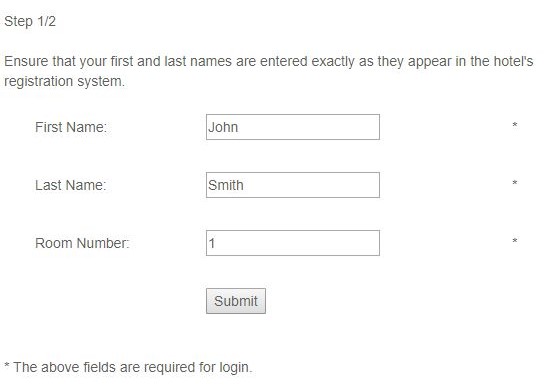 Step 1/2
Ensure that your first and last names are entered exactly as they appear in the hotel's
registration system.
First Name: John *
Last Name: Smith *
Room Number: 1 *
Submit
* The above fields are required for login.